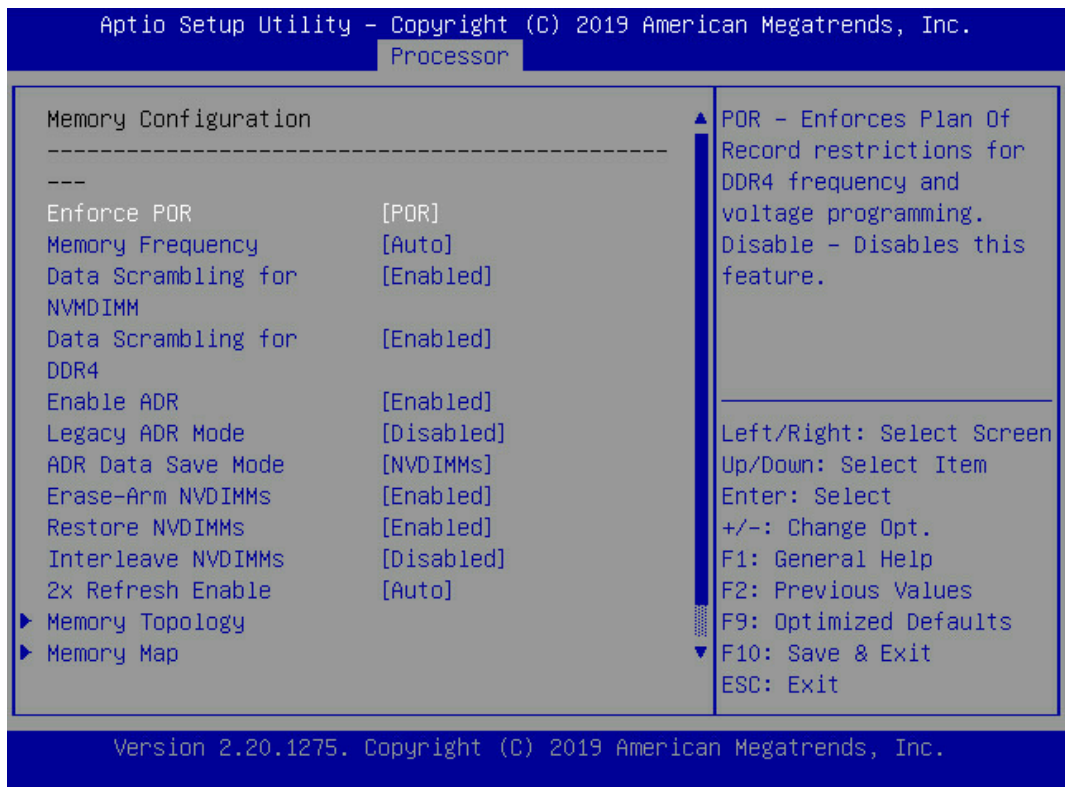 Aptio Setup Utility – Copyright (C) 2019 American Megatrends, Inc.
Processor
Memory Configuration
-----------------------------------------------
---
Enforce POR [POR]
Memory Frequency [Auto]
Data Scrambling for [Enabled]
NVMDIMM
Data Scrambling for [Enabled]
DDR4
Enable ADR [Enabled]
Legacy ADR Mode [Disabled]
ADR Data Save Mode [NVDIMMs]
Erase-Arm NVDIMMs [Enabled]
Restore NVDIMMs [Enabled]
Interleave NVDIMMs [Disabled]
2x Refresh Enable [Auto]
Memory Topology
Memory Map
POR – Enforces Plan Of
Record restrictions for
DDR4 frequency and
voltage programming.
Disable – Disables this
feature.
Left/Right: Select Screen
Up/Down: Select Item
Enter: Select
+/-: Change Opt.
F1: General Help
F2: Previous Values
F9: Optimized Defaults
F10: Save & Exit
ESC: Exit
Version 2.20.1275. Copyright (C) 2019 American Megatrends, Inc.